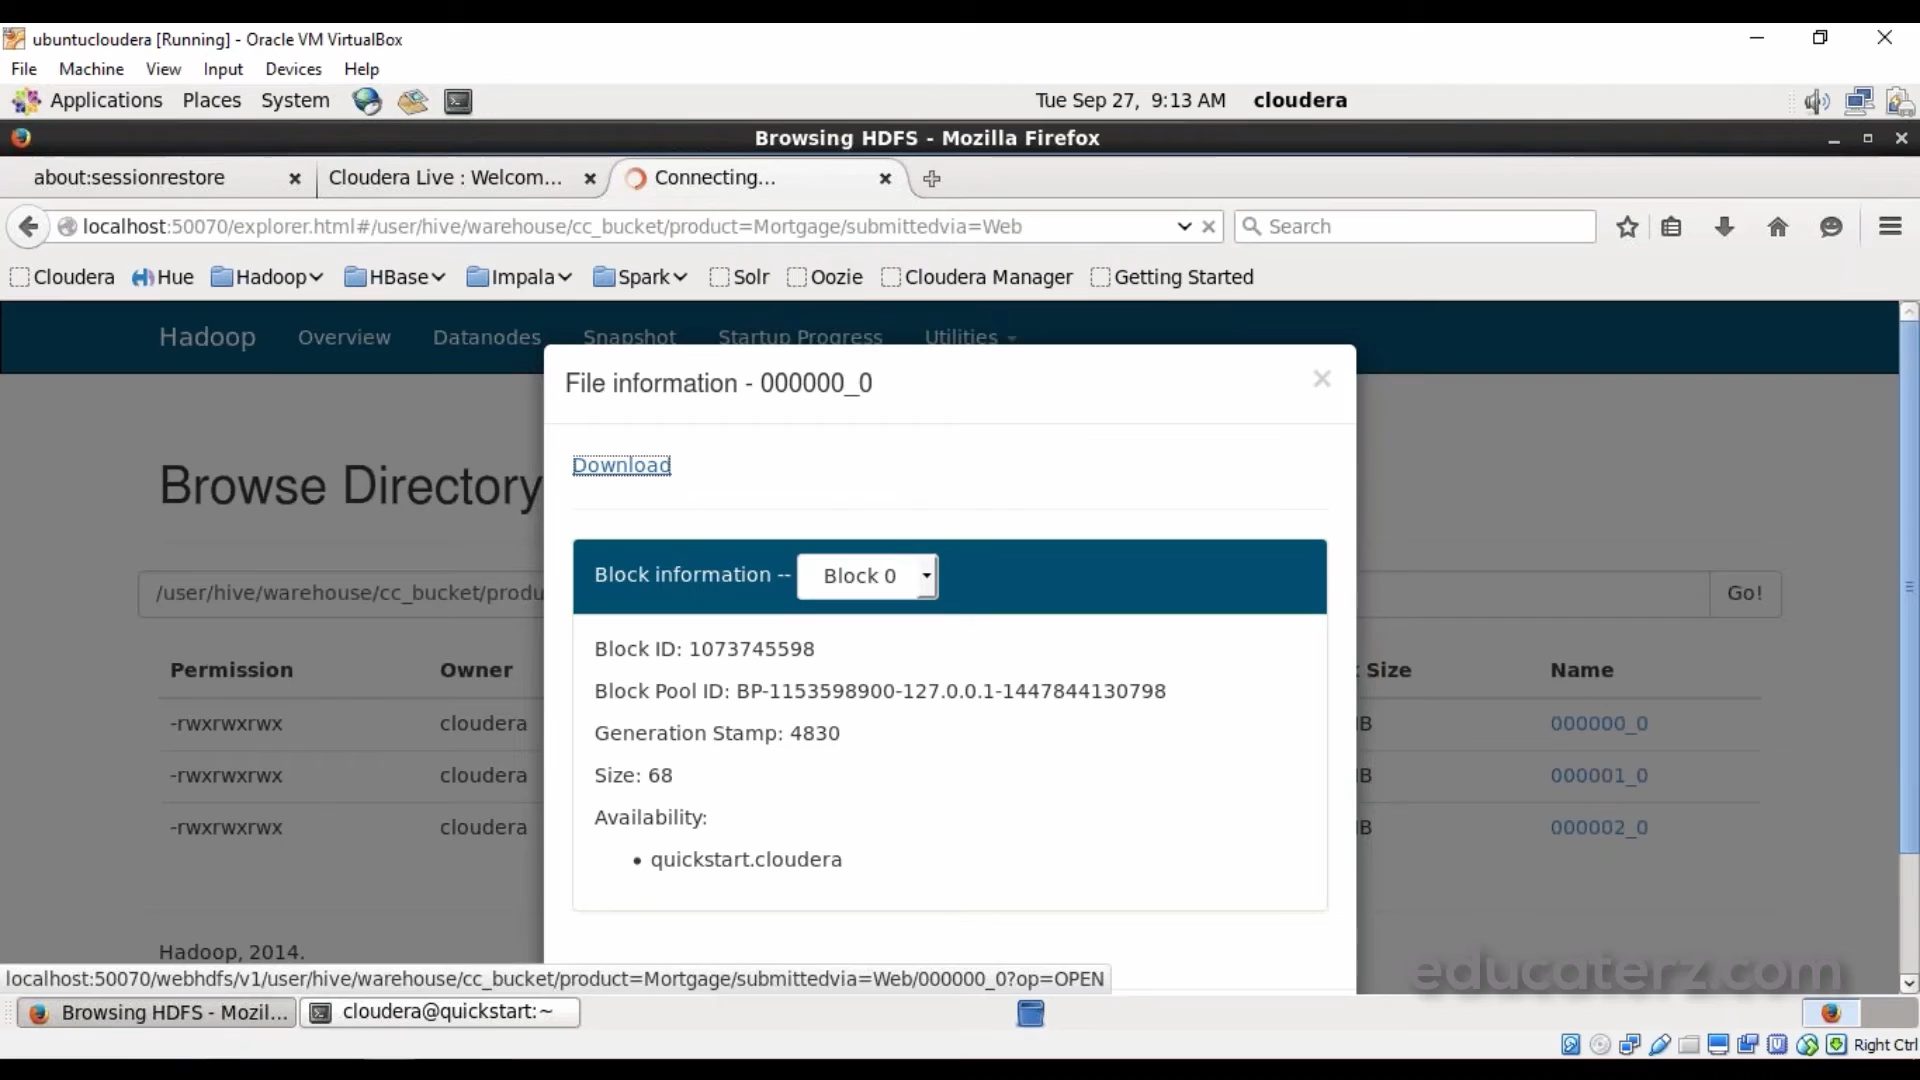 ubuntucloudera [Running] - Oracle VM VirtualBox
File Machine View Input Devices Help
Applications Places System Tue Sep 27, 9:13 AM cloudera
Browsing HDFS - Mozilla Firefox
about:sessionrestore Cloudera Live : Welcom... Connecting...
localhost:50070/explorer.html#/user/hive/warehouse/cc_bucket/product=Mortgage/submittedvia=Web Search
Cloudera Hue Hadoop HBase Impala Spark Solr Oozie Cloudera Manager Getting Started
Hadoop Overview Datanodes Snapshot Startup Progress Utilities
File information - 000000_0
Download
Browse Directory
Block information -- Block 0
/user/hive/warehouse/cc_bucket/produ Go!
Block ID: 1073745598
Permission Owner Size Name
Block Pool ID: BP-1153598900-127.0.0.1-1447844130798
-rwxrwxrwx cloudera 000000_0
Generation Stamp: 4830
-rwxrwxrwx cloudera 000001_0
Size: 68
Availability:
-rwxrwxrwx cloudera 000002_0
• quickstart.cloudera
Hadoop, 2014.
educaterz.com
localhost:50070/webhdfs/v1/user/hive/warehouse/cc_bucket/product=Mortgage/submittedvia=Web/000000_0?op=OPEN
Browsing HDFS - Mozil... cloudera@quickstart:~
Right Ctrl